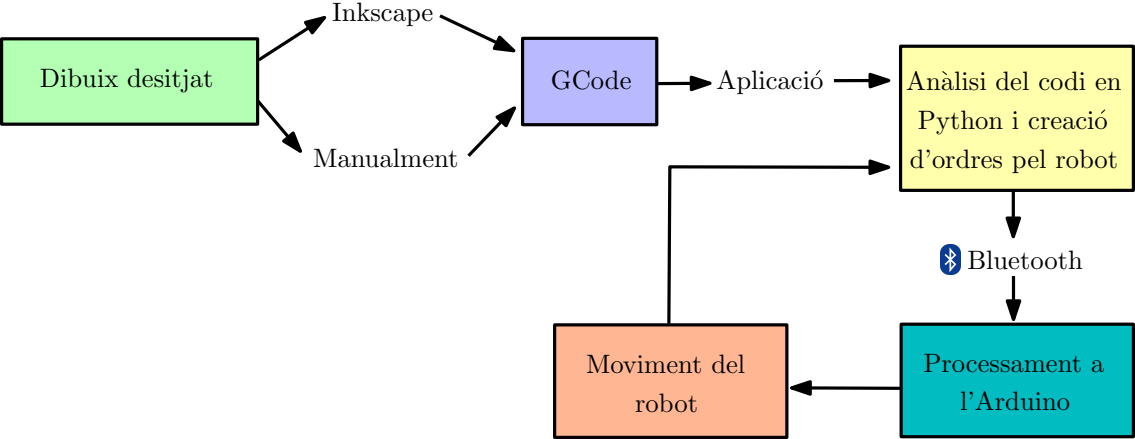 Inkscape
Dibuix desitjat
Manualment
GCode
Aplicació
Anàlisi del codi en
Python i creació
d'ordres pel robot
Bluetooth
Processament a
l'Arduino
Moviment del
robot